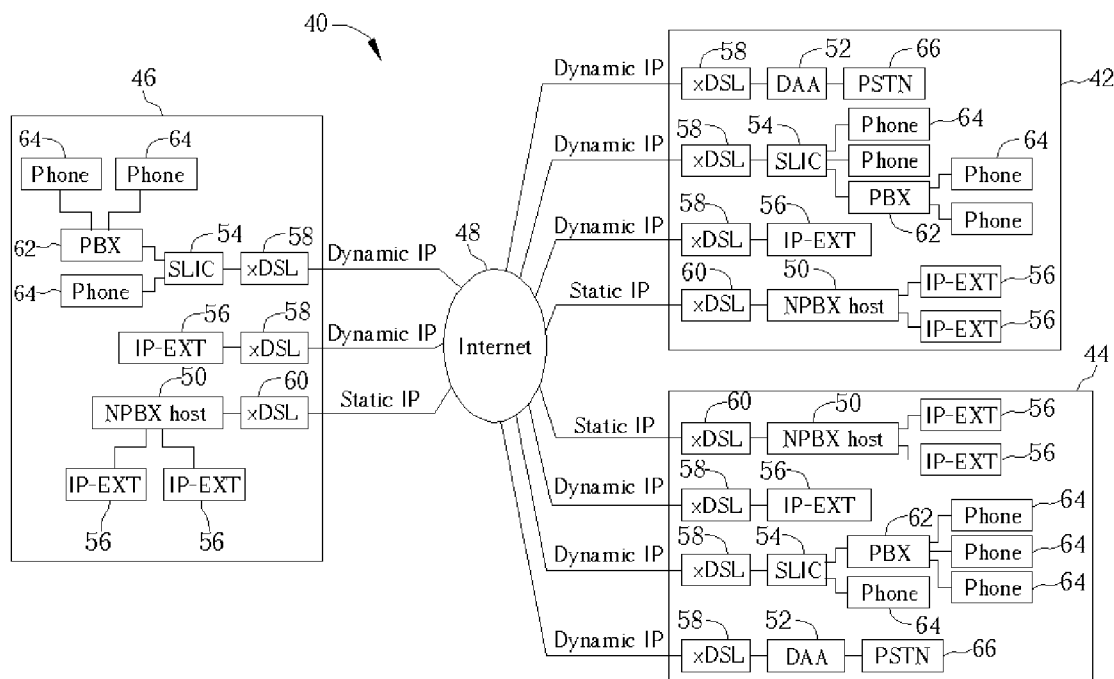 40
46
64 64
Phone Phone
62 PBX 54 58
SLIC xDSL Dynamic IP
64 Phone
56 58
IP-EXT xDSL Dynamic IP
50 60
NPBX host xDSL Static IP
IP-EXT IP-EXT
56 56
48
Internet
42
58 52 66
Dynamic IP xDSL DAA PSTN
58 54 Phone 64
Dynamic IP xDSL SLIC Phone 64
PBX Phone
62 Phone
58 56
Dynamic IP xDSL IP-EXT
60 50
Static IP xDSL NPBX host IP-EXT 56
IP-EXT 56
44
60 50
Static IP xDSL NPBX host IP-EXT 56
IP-EXT 56
58 56
Dynamic IP xDSL IP-EXT
58 54 62 Phone 64
Dynamic IP xDSL SLIC PBX Phone 64
Phone Phone 64
64
58 52
Dynamic IP xDSL DAA PSTN 66